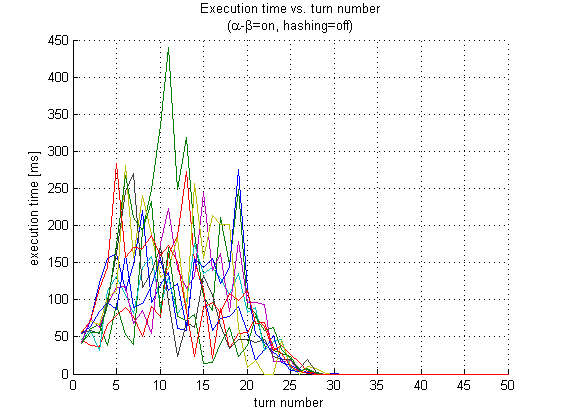 Execution time vs. turn number
(α-β=on, hashing=off)
450
400
350
300
250
200
150
100
50
0
execution time [ms]
0 5 10 15 20 25 30 35 40 45 50
turn number